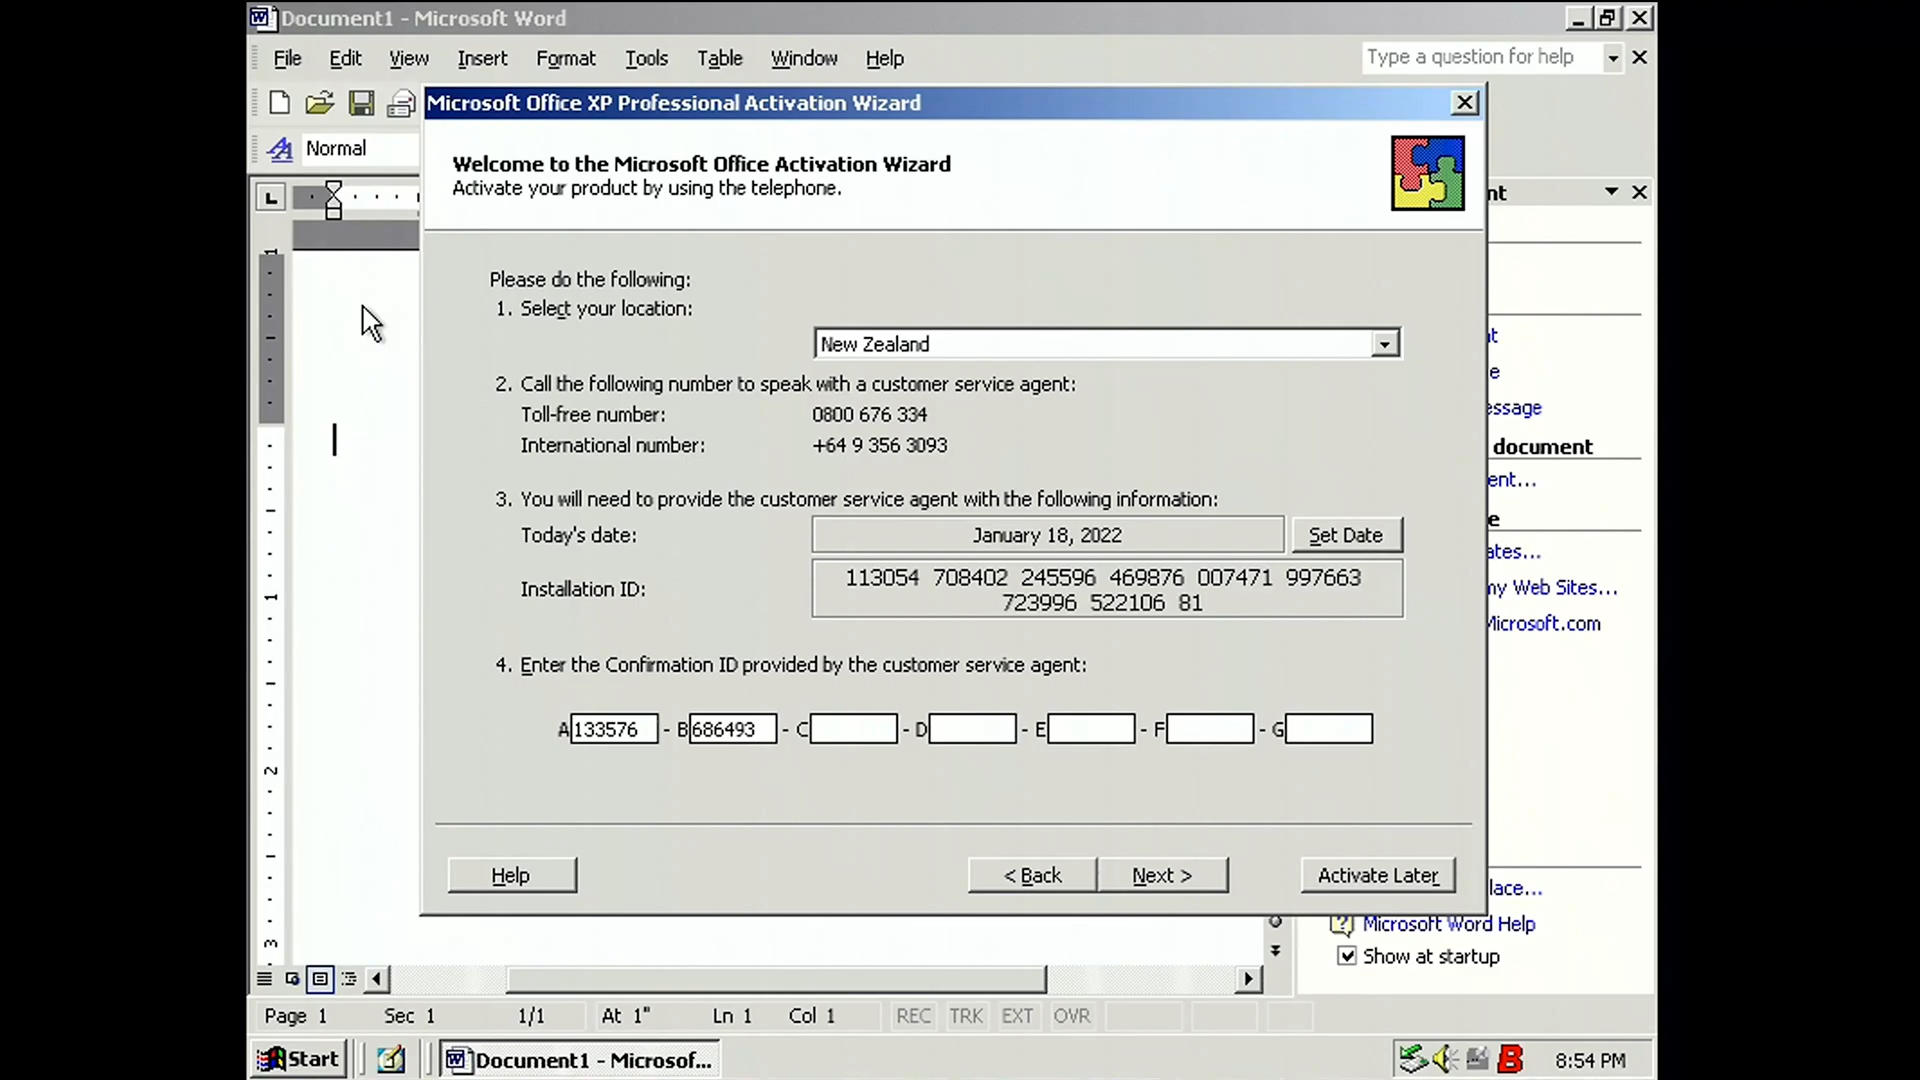 Document1 - Microsoft Word
File Edit View Insert Format Tools Table Window Help
Type a question for help
Normal
Microsoft Office XP Professional Activation Wizard
Welcome to the Microsoft Office Activation Wizard
Activate your product by using the telephone.
Please do the following:
1. Select your location:
New Zealand
2. Call the following number to speak with a customer service agent:
Toll-free number: 0800 676 334
International number: +64 9 356 3093
3. You will need to provide the customer service agent with the following information:
Today's date: January 18, 2022 Set Date
Installation ID: 113054 708402 245596 469876 007471 997663
723996 522106 81
4. Enter the Confirmation ID provided by the customer service agent:
A 133576 - B 686493 - C - D - E - F - G
Help < Back Next > Activate Later
nt
nt
e
essage
document
ent...
e
ates...
my Web Sites...
Microsoft.com
lace...
Microsoft Word Help
Show at startup
1
2
3
Page 1 Sec 1 1/1 At 1" Ln 1 Col 1 REC TRK EXT OVR
Start Document1 - Microsof... 8:54 PM